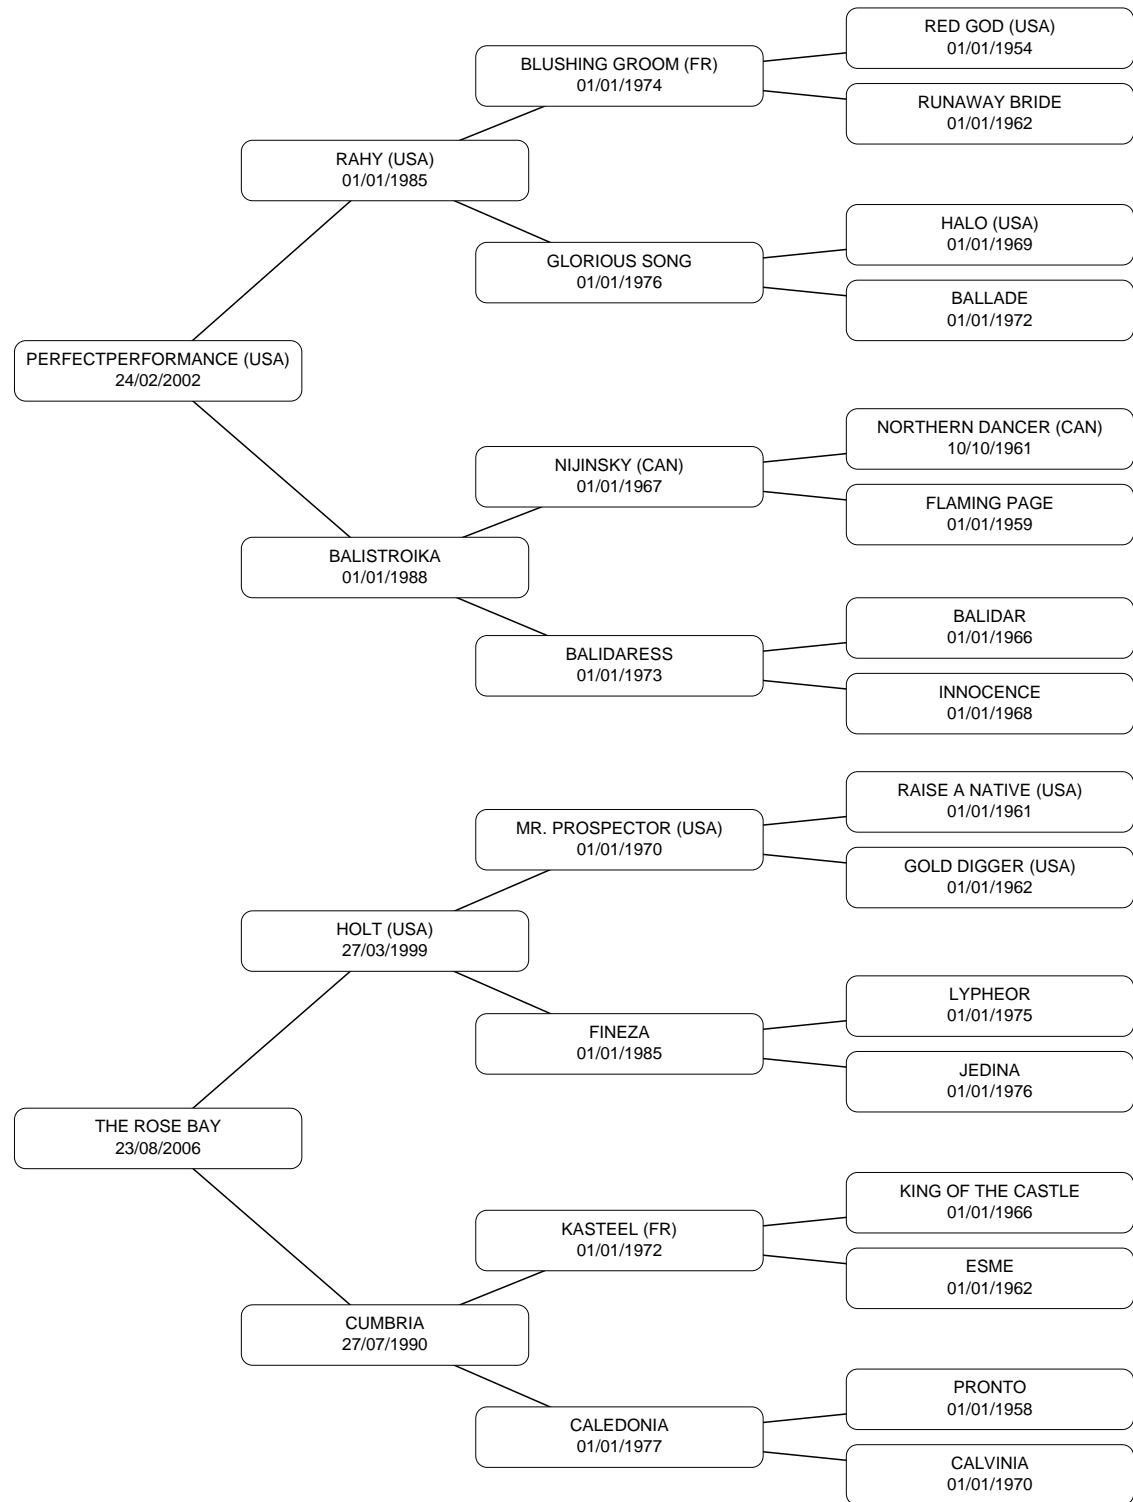 RED GOD (USA)
01/01/1954
BLUSHING GROOM (FR)
01/01/1974
RUNAWAY BRIDE
01/01/1962
RAHY (USA)
01/01/1985
HALO (USA)
01/01/1969
GLORIOUS SONG
01/01/1976
BALLADE
01/01/1972
PERFECTPERFORMANCE (USA)
24/02/2002
NORTHERN DANCER (CAN)
10/10/1961
NIJINSKY (CAN)
01/01/1967
FLAMING PAGE
01/01/1959
BALISTROIKA
01/01/1988
BALIDAR
01/01/1966
BALIDARESS
01/01/1973
INNOCENCE
01/01/1968
RAISE A NATIVE (USA)
01/01/1961
MR. PROSPECTOR (USA)
01/01/1970
GOLD DIGGER (USA)
01/01/1962
HOLT (USA)
27/03/1999
LYPHEOR
01/01/1975
FINEZA
01/01/1985
JEDINA
01/01/1976
THE ROSE BAY
23/08/2006
KING OF THE CASTLE
01/01/1966
KASTEEL (FR)
01/01/1972
ESME
01/01/1962
CUMBRIA
27/07/1990
PRONTO
01/01/1958
CALEDONIA
01/01/1977
CALVINIA
01/01/1970